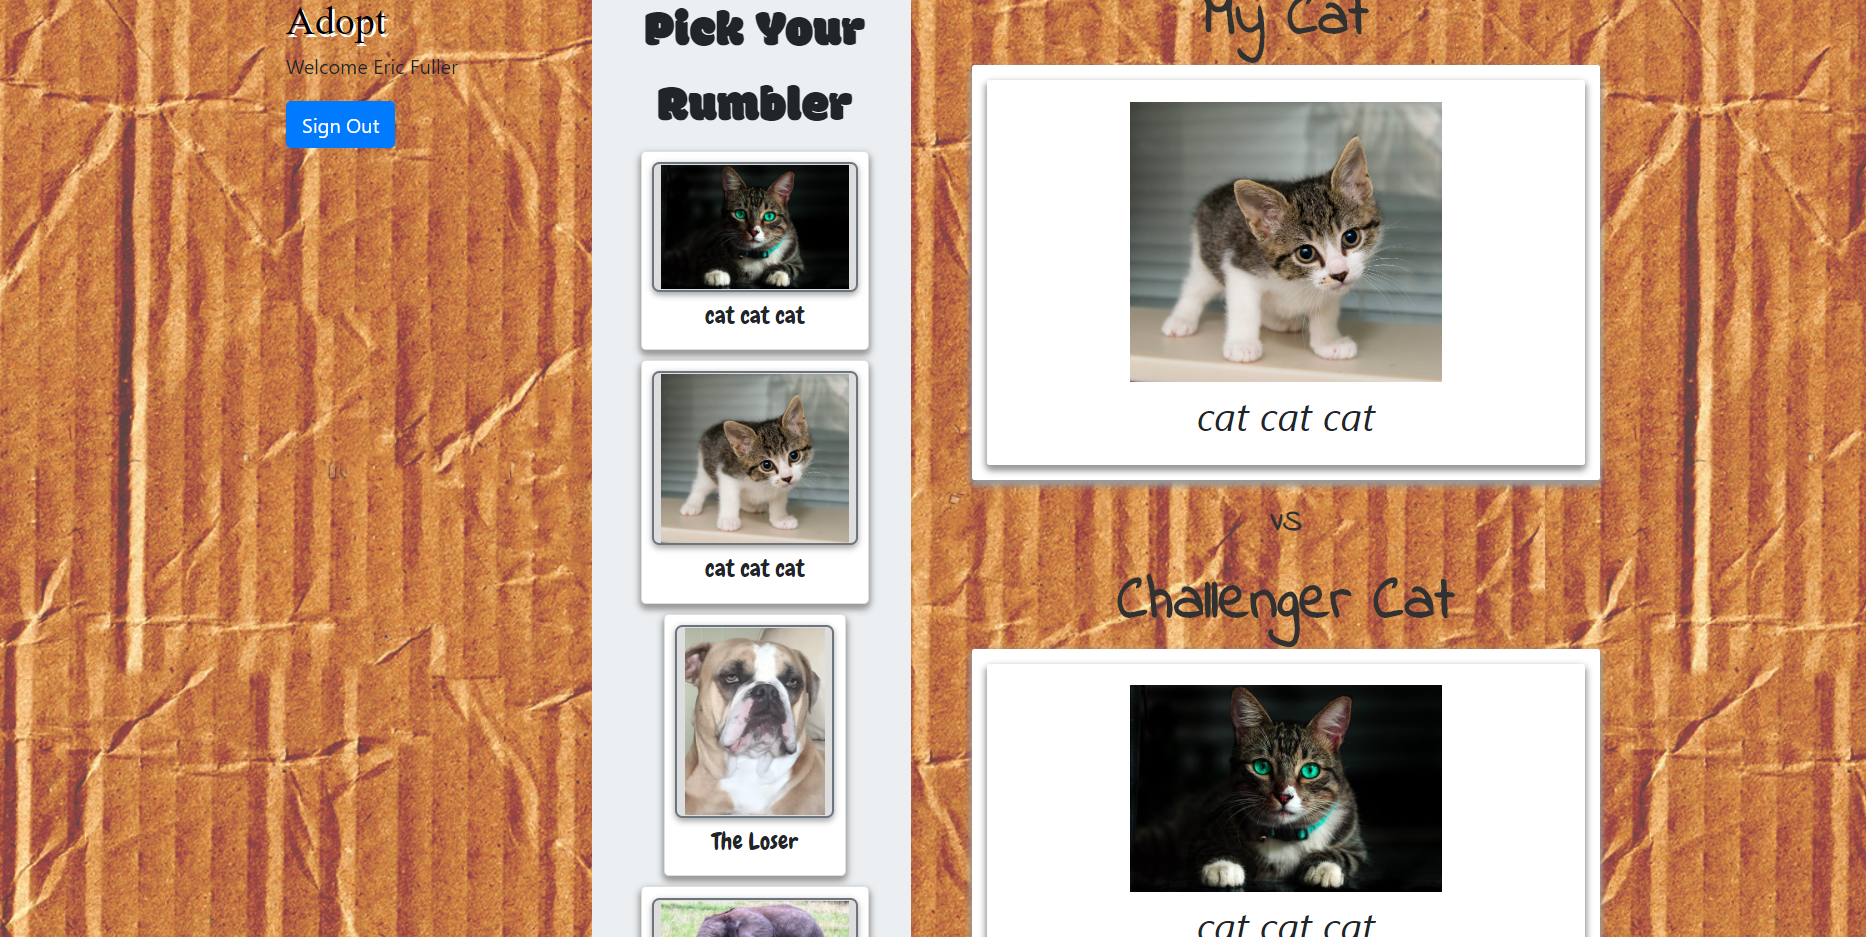 Adopt
Welcome Eric Fuller
Sign Out
Pick Your
Rumbler
cat cat cat
cat cat cat
The Loser
My Cat
cat cat cat
vs
Challenger Cat
cat cat cat